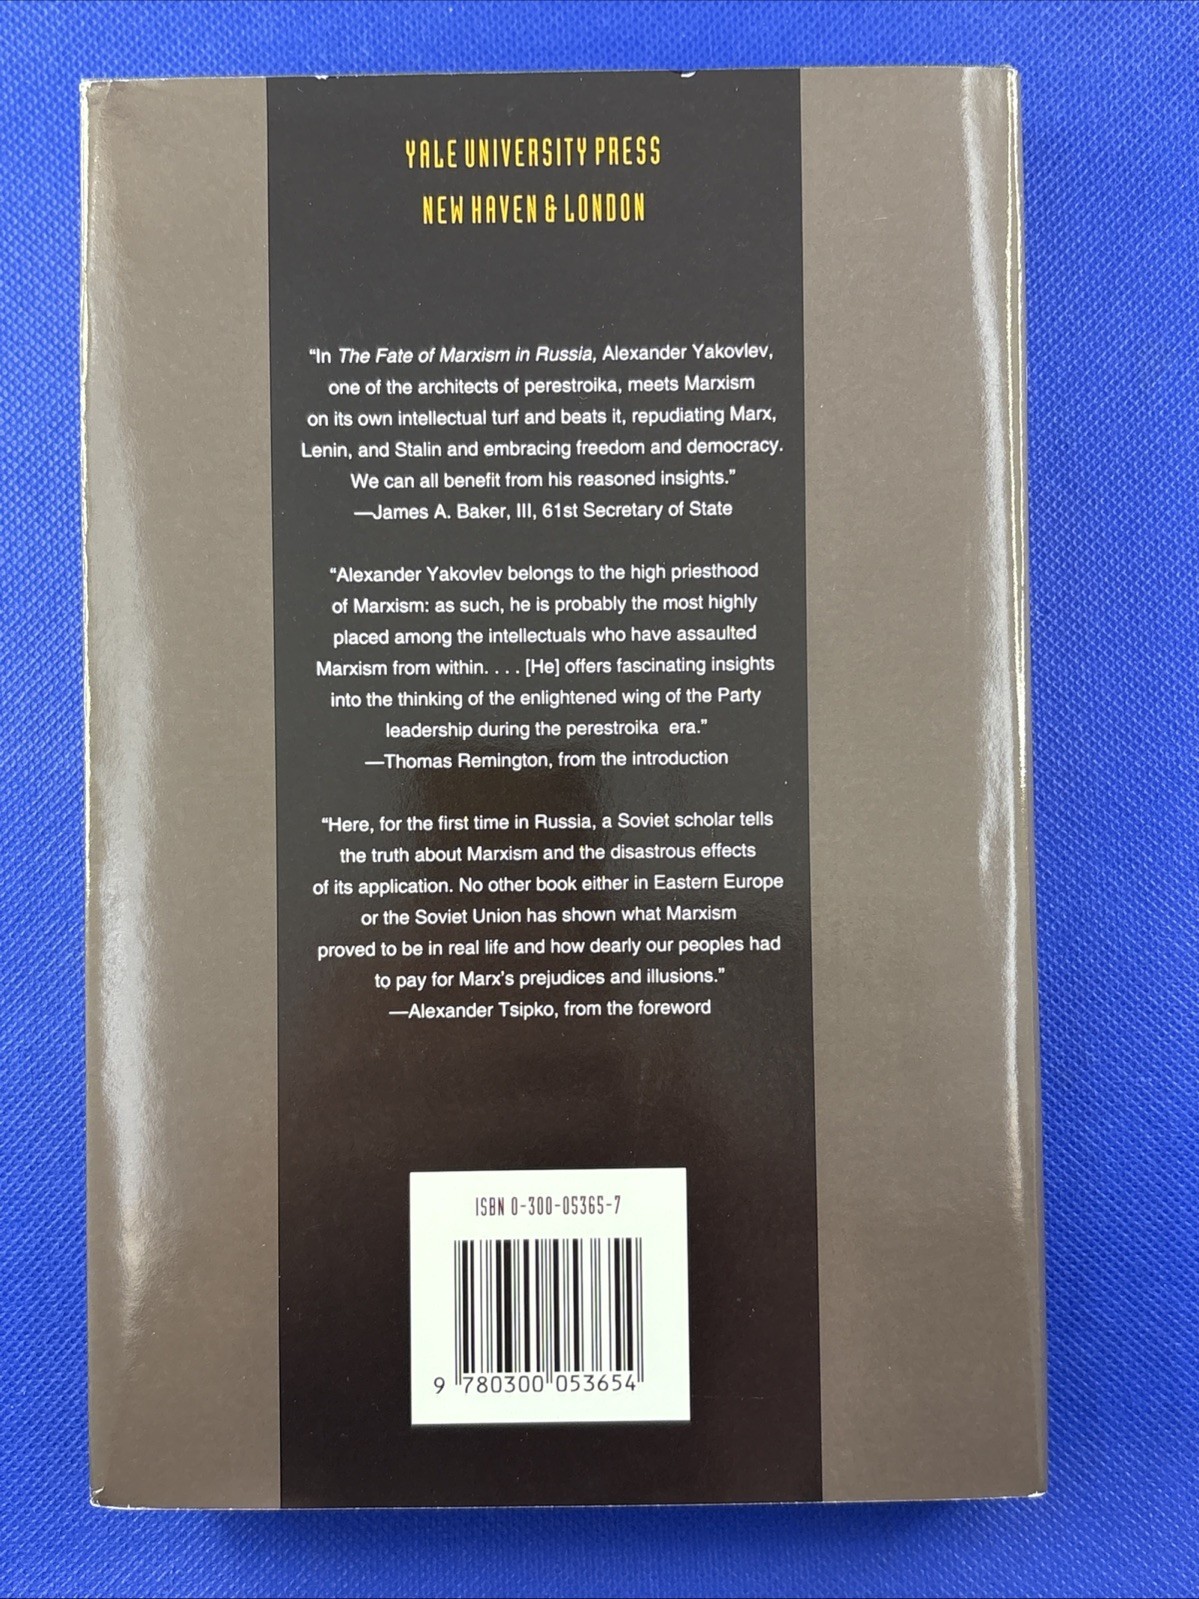 YALE UNIVERSITY PRESS
NEW HAVEN & LONDON
“In The Fate of Marxism in Russia, Alexander Yakovlev,
one of the architects of perestroika, meets Marxism
on its own intellectual turf and beats it, repudiating Marx,
Lenin, and Stalin and embracing freedom and democracy.
We can all benefit from his reasoned insights.”
—James A. Baker, III, 61st Secretary of State
“Alexander Yakovlev belongs to the high priesthood
of Marxism: as such, he is probably the most highly
placed among the intellectuals who have assaulted
Marxism from within. . . . [He] offers fascinating insights
into the thinking of the enlightened wing of the Party
leadership during the perestroika era.”
—Thomas Remington, from the introduction
“Here, for the first time in Russia, a Soviet scholar tells
the truth about Marxism and the disastrous effects
of its application. No other book either in Eastern Europe
or the Soviet Union has shown what Marxism
proved to be in real life and how dearly our peoples had
to pay for Marx’s prejudices and illusions.”
—Alexander Tsipko, from the foreword
ISBN 0-300-05365-7
9 780300 053654